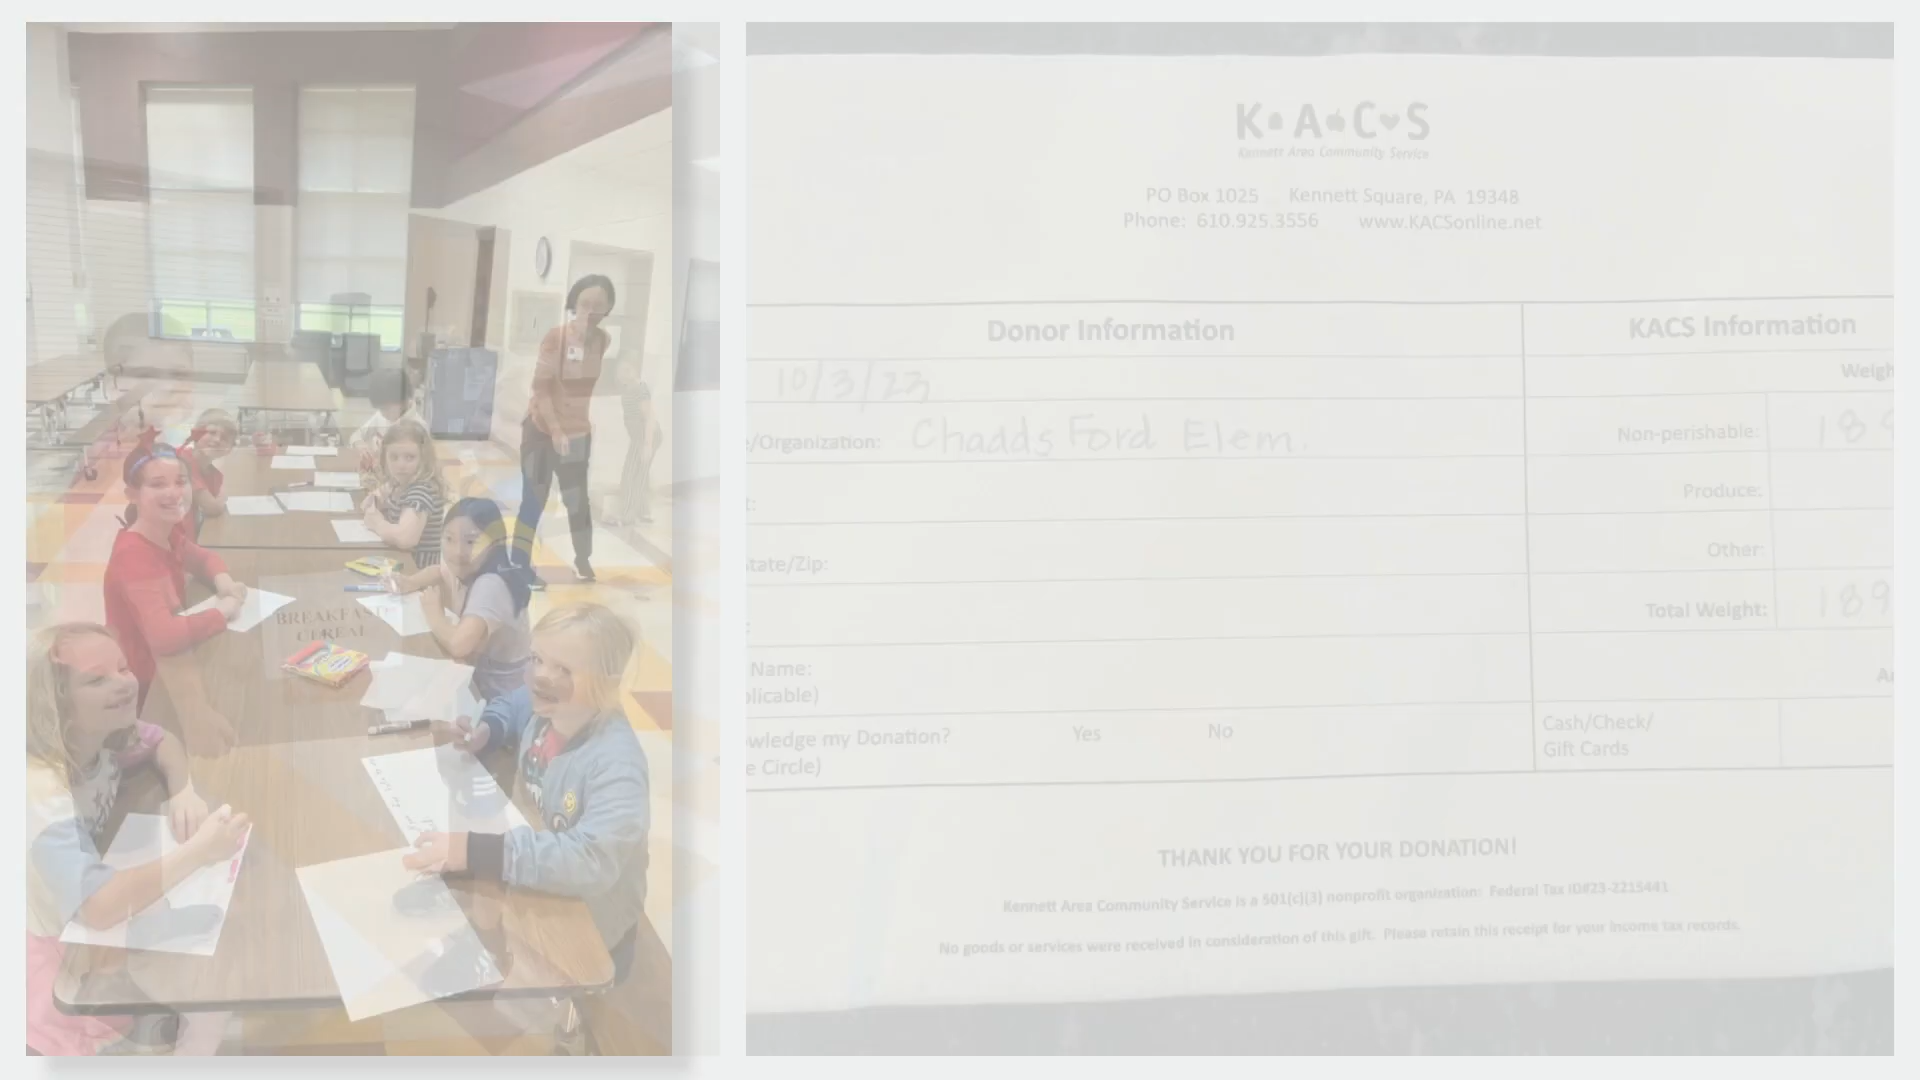 BREAKFAST
CEREAL
K A C S
Kennett Area Community Service
PO Box 1025 Kennett Square, PA 19348
Phone: 610.925.3556 www.KACSonline.net
Donor Information
KACS Information
10/3/23
Weigh
e/Organization: Chadds Ford Elem.
Non-perishable: 189
Produce:
t:
tate/Zip:
Other:
:
Total Weight: 189
Name:
plicable)
wledge my Donation? Yes No
e Circle)
Cash/Check/
Gift Cards
THANK YOU FOR YOUR DONATION!
Kennett Area Community Service is a 501(c)(3) nonprofit organization: Federal Tax ID#23-2215441
No goods or services were received in consideration of this gift. Please retain this receipt for your income tax records.